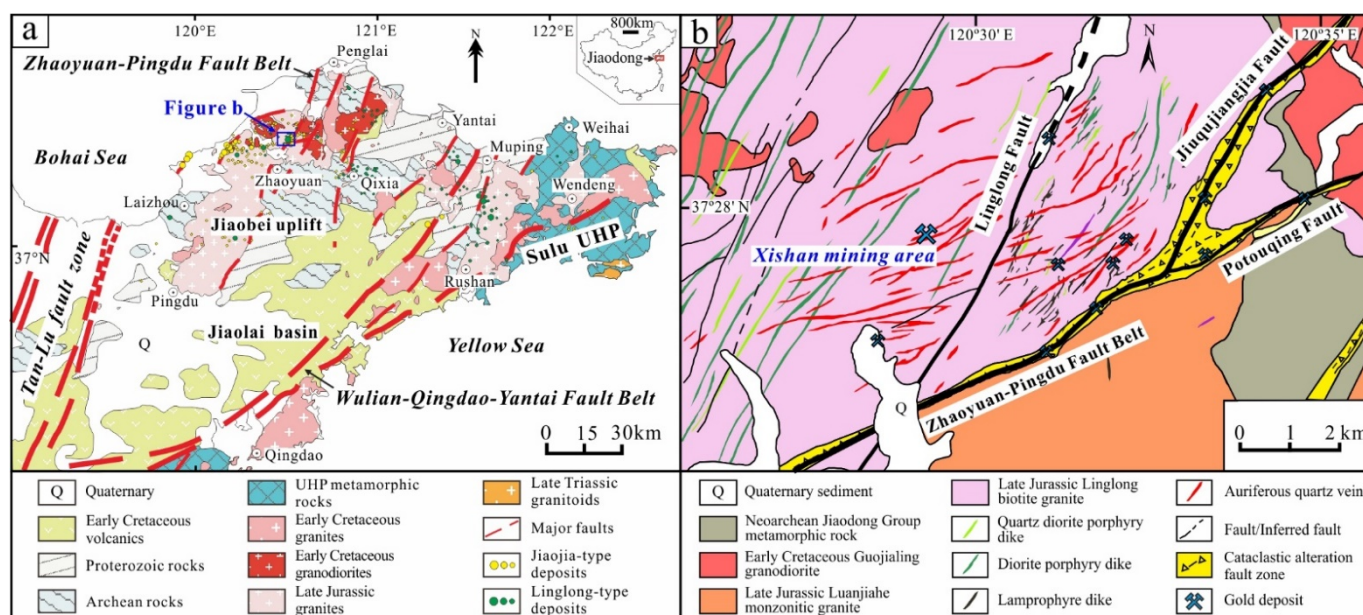 a
120°E
121°E
122°E
Penglai
N
800km
Jiaodong
Zhaoyuan-Pingdu Fault Belt
Figure b
Yantai
Weihai
Bohai Sea
Muping
Zhaoyuan
Qixia
Wendeng
Laizhou
Jiaobei uplift
Sulu UHP
37°N
Rushan
Pingdu
Tan-Lu fault zone
Jiaolai basin
Yellow Sea
Q
Wulian-Qingdao-Yantai Fault Belt
Qingdao
0 15 30km
Q Quaternary
Early Cretaceous
volcanics
Proterozoic rocks
Archean rocks
UHP metamorphic
rocks
Early Cretaceous
granites
Early Cretaceous
granodiorites
Late Jurassic
granites
Late Triassic
granitoids
Major faults
Jiaojia-type
deposits
Linglong-type
deposits
b
120°30' E
N
120°35' E
Jiuqujiangjia Fault
Linglong Fault
37°28' N
Xishan mining area
Potouqing Fault
Zhaoyuan-Pingdu Fault Belt
Q
0 1 2 km
Q Quaternary sediment
Neoarchean Jiaodong Group
metamorphic rock
Early Cretaceous Guojialing
granodiorite
Late Jurassic Luanjiahe
monzonitic granite
Late Jurassic Linglong
biotite granite
Quartz diorite porphyry
dike
Diorite porphyry dike
Lamprophyre dike
Auriferous quartz vein
Fault/Inferred fault
Cataclastic alteration
fault zone
Gold deposit